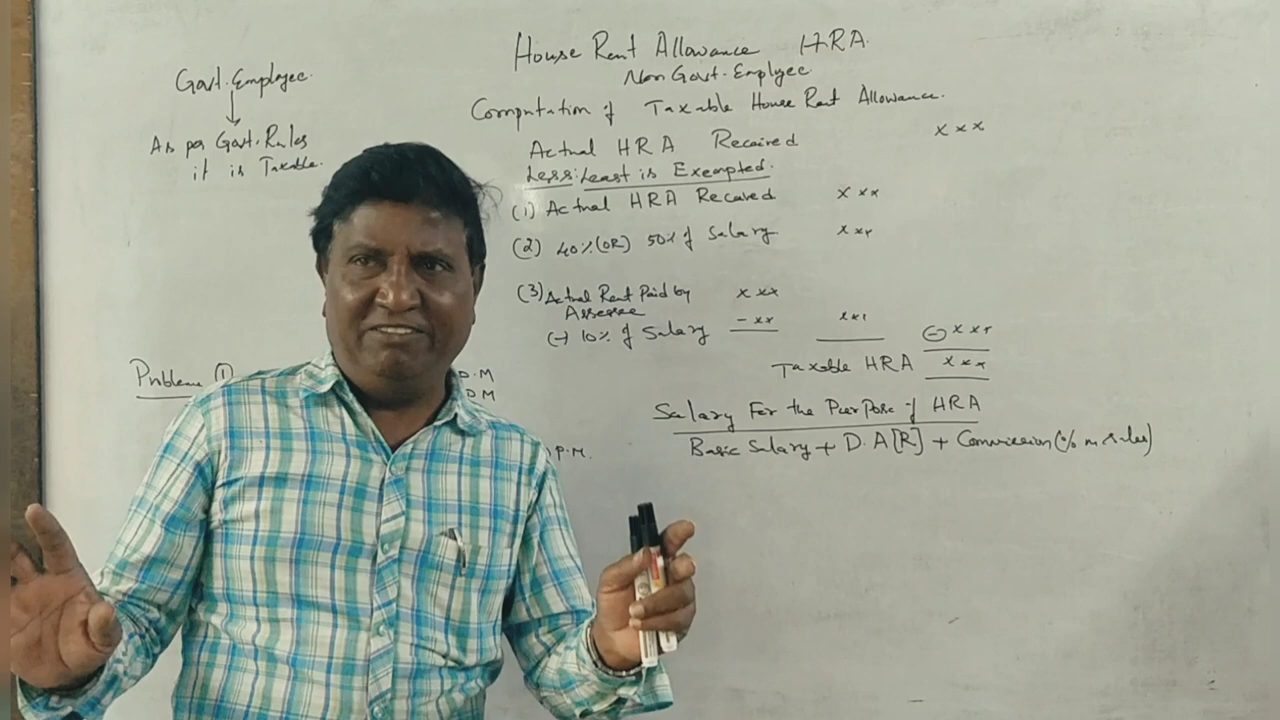 House Rent Allowance HRA.
Non Govt. Employee
Computation of Taxable House Rent Allowance.
Govt. Employee.
As per Govt. Rules
it is Taxable.
Actual HRA Received xxx
Less: Least is Exempted.
(1) Actual HRA Received xxx
(2) 40% (OR) 50% of Salary xxx
(3) Actual Rent Paid by xxx
Assessee
(-) 10% of Salary - xx xxx (-) xxx
Taxable HRA xxx
Problem (1)
P.M
P.M
P.M.
Salary For the Purpose of HRA
Basic Salary + D.A [R] + Commission (% on sales)